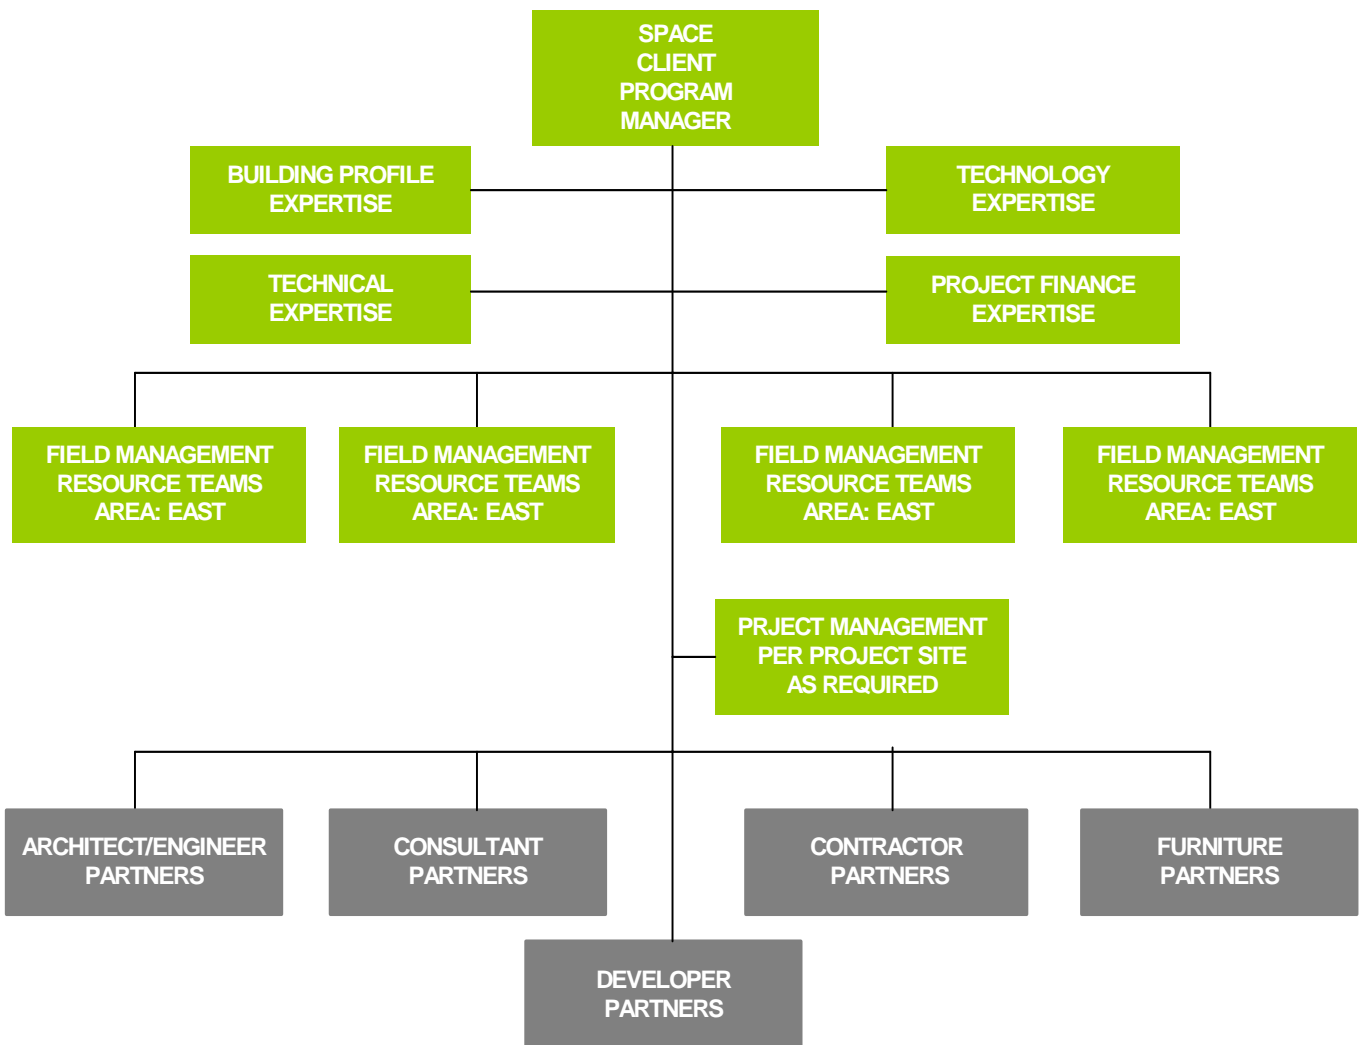 SPACE
CLIENT
PROGRAM
MANAGER
BUILDING PROFILE
EXPERTISE
TECHNOLOGY
EXPERTISE
TECHNICAL
EXPERTISE
PROJECT FINANCE
EXPERTISE
FIELD MANAGEMENT
RESOURCE TEAMS
AREA: EAST
FIELD MANAGEMENT
RESOURCE TEAMS
AREA: EAST
FIELD MANAGEMENT
RESOURCE TEAMS
AREA: EAST
FIELD MANAGEMENT
RESOURCE TEAMS
AREA: EAST
PRJECT MANAGEMENT
PER PROJECT SITE
AS REQUIRED
ARCHITECT/ENGINEER
PARTNERS
CONSULTANT
PARTNERS
CONTRACTOR
PARTNERS
FURNITURE
PARTNERS
DEVELOPER
PARTNERS